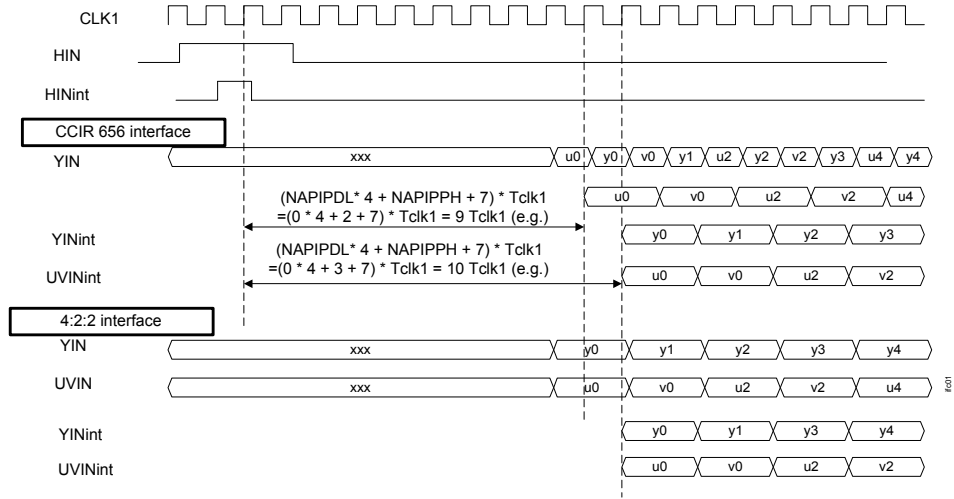 CLK1
HIN
HINint
CCIR 656 interface
YIN xxx u0 y0 v0 y1 u2 y2 v2 y3 u4 y4
u0 v0 u2 v2 u4
(NAPIPDL* 4 + NAPIPPH + 7) * Tclk1
=(0 * 4 + 2 + 7) * Tclk1 = 9 Tclk1 (e.g.)
YINint y0 y1 y2 y3
(NAPIPDL* 4 + NAPIPPH + 7) * Tclk1
=(0 * 4 + 3 + 7) * Tclk1 = 10 Tclk1 (e.g.)
UVINint u0 v0 u2 v2
4:2:2 interface
YIN xxx y0 y1 y2 y3 y4
UVIN xxx u0 v0 u2 v2 u4
ifc01
YINint y0 y1 y3 y4
UVINint u0 v0 u2 v2